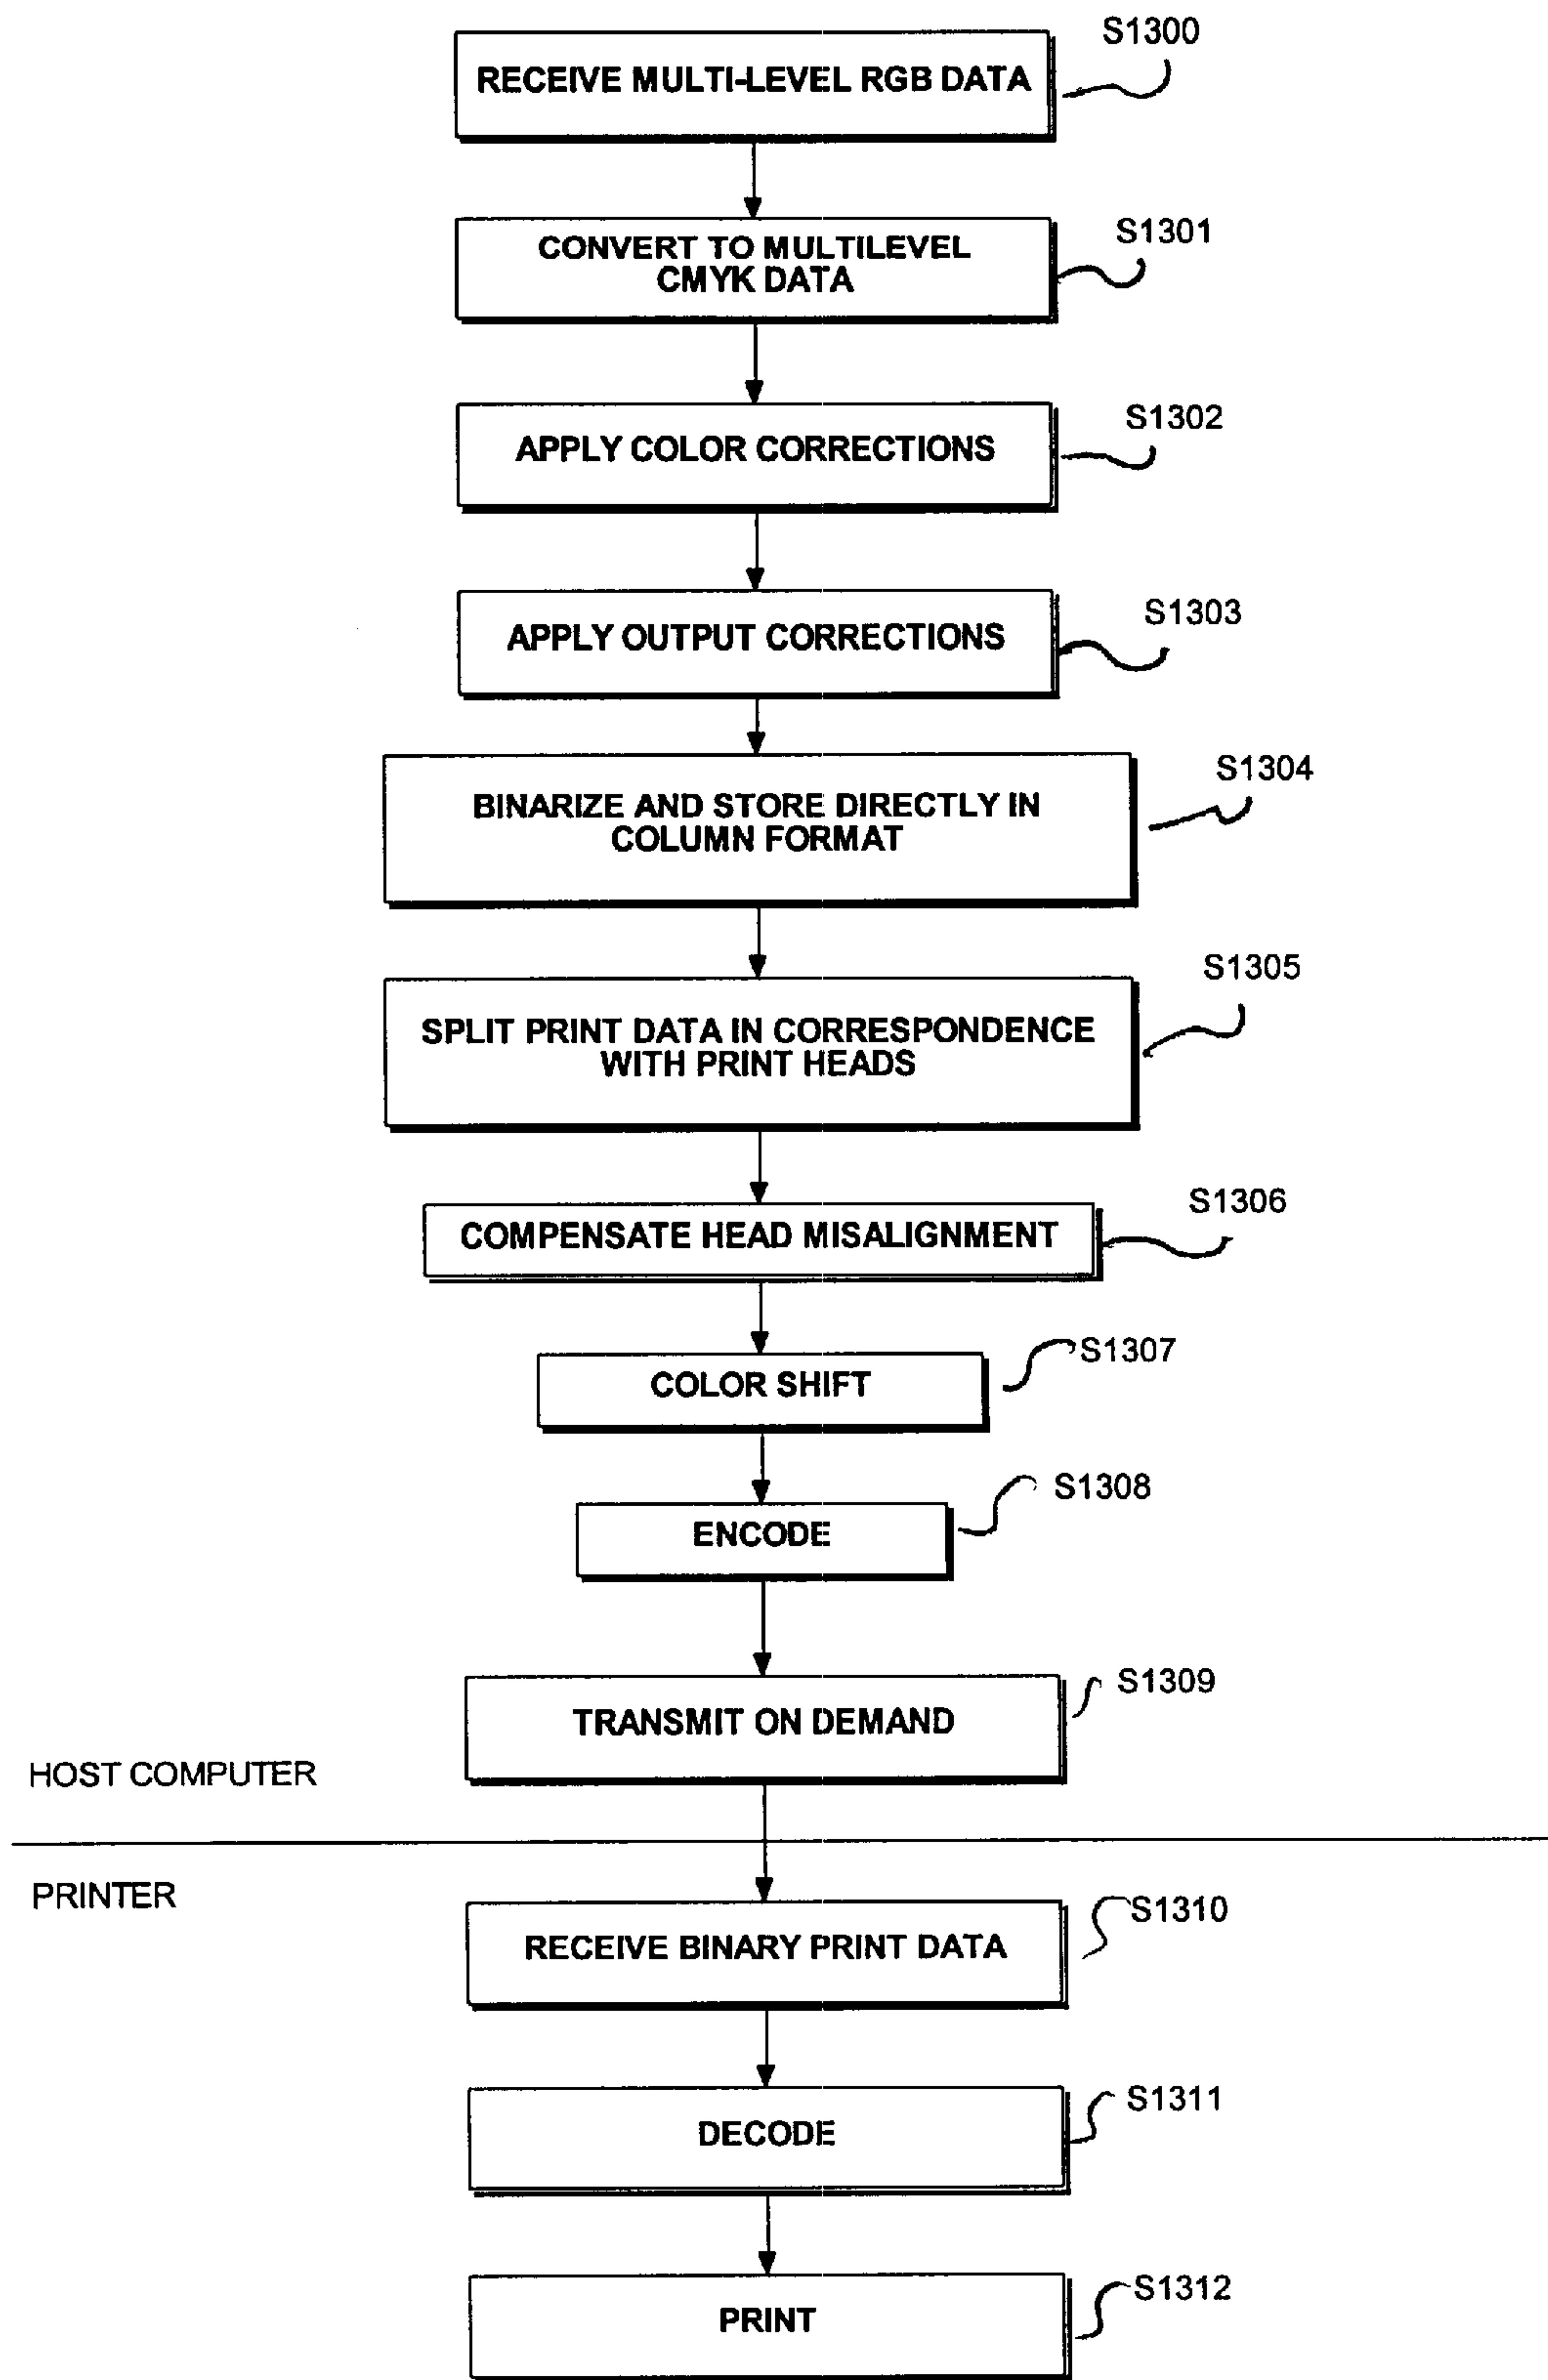 S1300
RECEIVE MULTI-LEVEL RGB DATA
S1301
CONVERT TO MULTILEVEL
CMYK DATA
S1302
APPLY COLOR CORRECTIONS
S1303
APPLY OUTPUT CORRECTIONS
S1304
BINARIZE AND STORE DIRECTLY IN
COLUMN FORMAT
S1305
SPLIT PRINT DATA IN CORRESPONDENCE
WITH PRINT HEADS
S1306
COMPENSATE HEAD MISALIGNMENT
S1307
COLOR SHIFT
S1308
ENCODE
S1309
TRANSMIT ON DEMAND
HOST COMPUTER
PRINTER
S1310
RECEIVE BINARY PRINT DATA
S1311
DECODE
S1312
PRINT